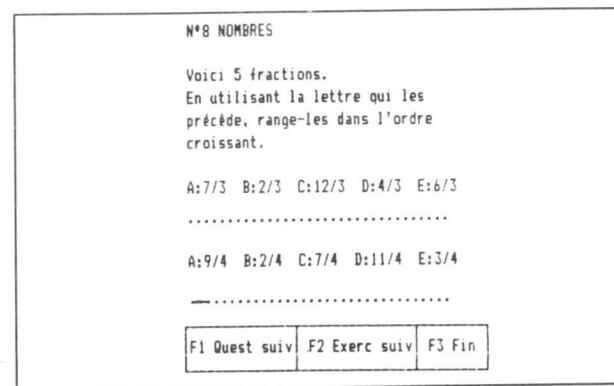 N°8 NOMBRES
Voici 5 fractions.
En utilisant la lettre qui les
précède, range-les dans l'ordre
croissant.
A:7/3 B:2/3 C:12/3 D:4/3 E:6/3
.................................
A:9/4 B:2/4 C:7/4 D:11/4 E:3/4
_...............................
F1 Quest suiv F2 Exerc suiv F3 Fin